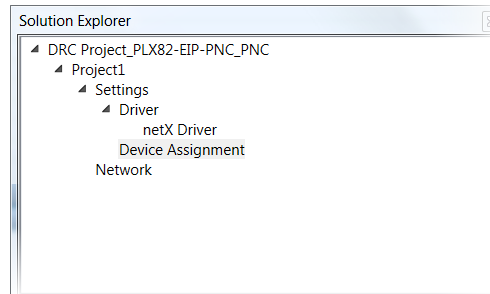 Solution Explorer
DRC Project_PLX82-EIP-PNC_PNC
Project1
Settings
Driver
netX Driver
Device Assignment
Network